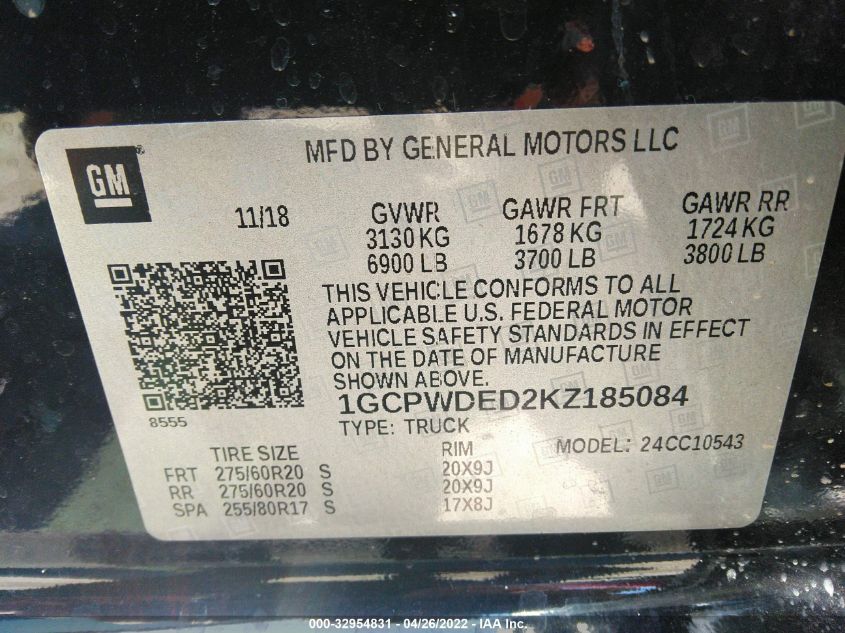 MFD BY GENERAL MOTORS LLC
GM
11/18 GVWR GAWR FRT GAWR RR
3130 KG 1678 KG 1724 KG
6900 LB 3700 LB 3800 LB
THIS VEHICLE CONFORMS TO ALL
APPLICABLE U.S. FEDERAL MOTOR
VEHICLE SAFETY STANDARDS IN EFFECT
ON THE DATE OF MANUFACTURE
SHOWN ABOVE.
8555
1GCPWDED2KZ185084
TYPE: TRUCK
TIRE SIZE RIM MODEL: 24CC10543
FRT 275/60R20 S 20X9J
RR 275/60R20 S 20X9J
SPA 255/80R17 S 17X8J
000-32954831 - 04/26/2022 - © IAA Inc.